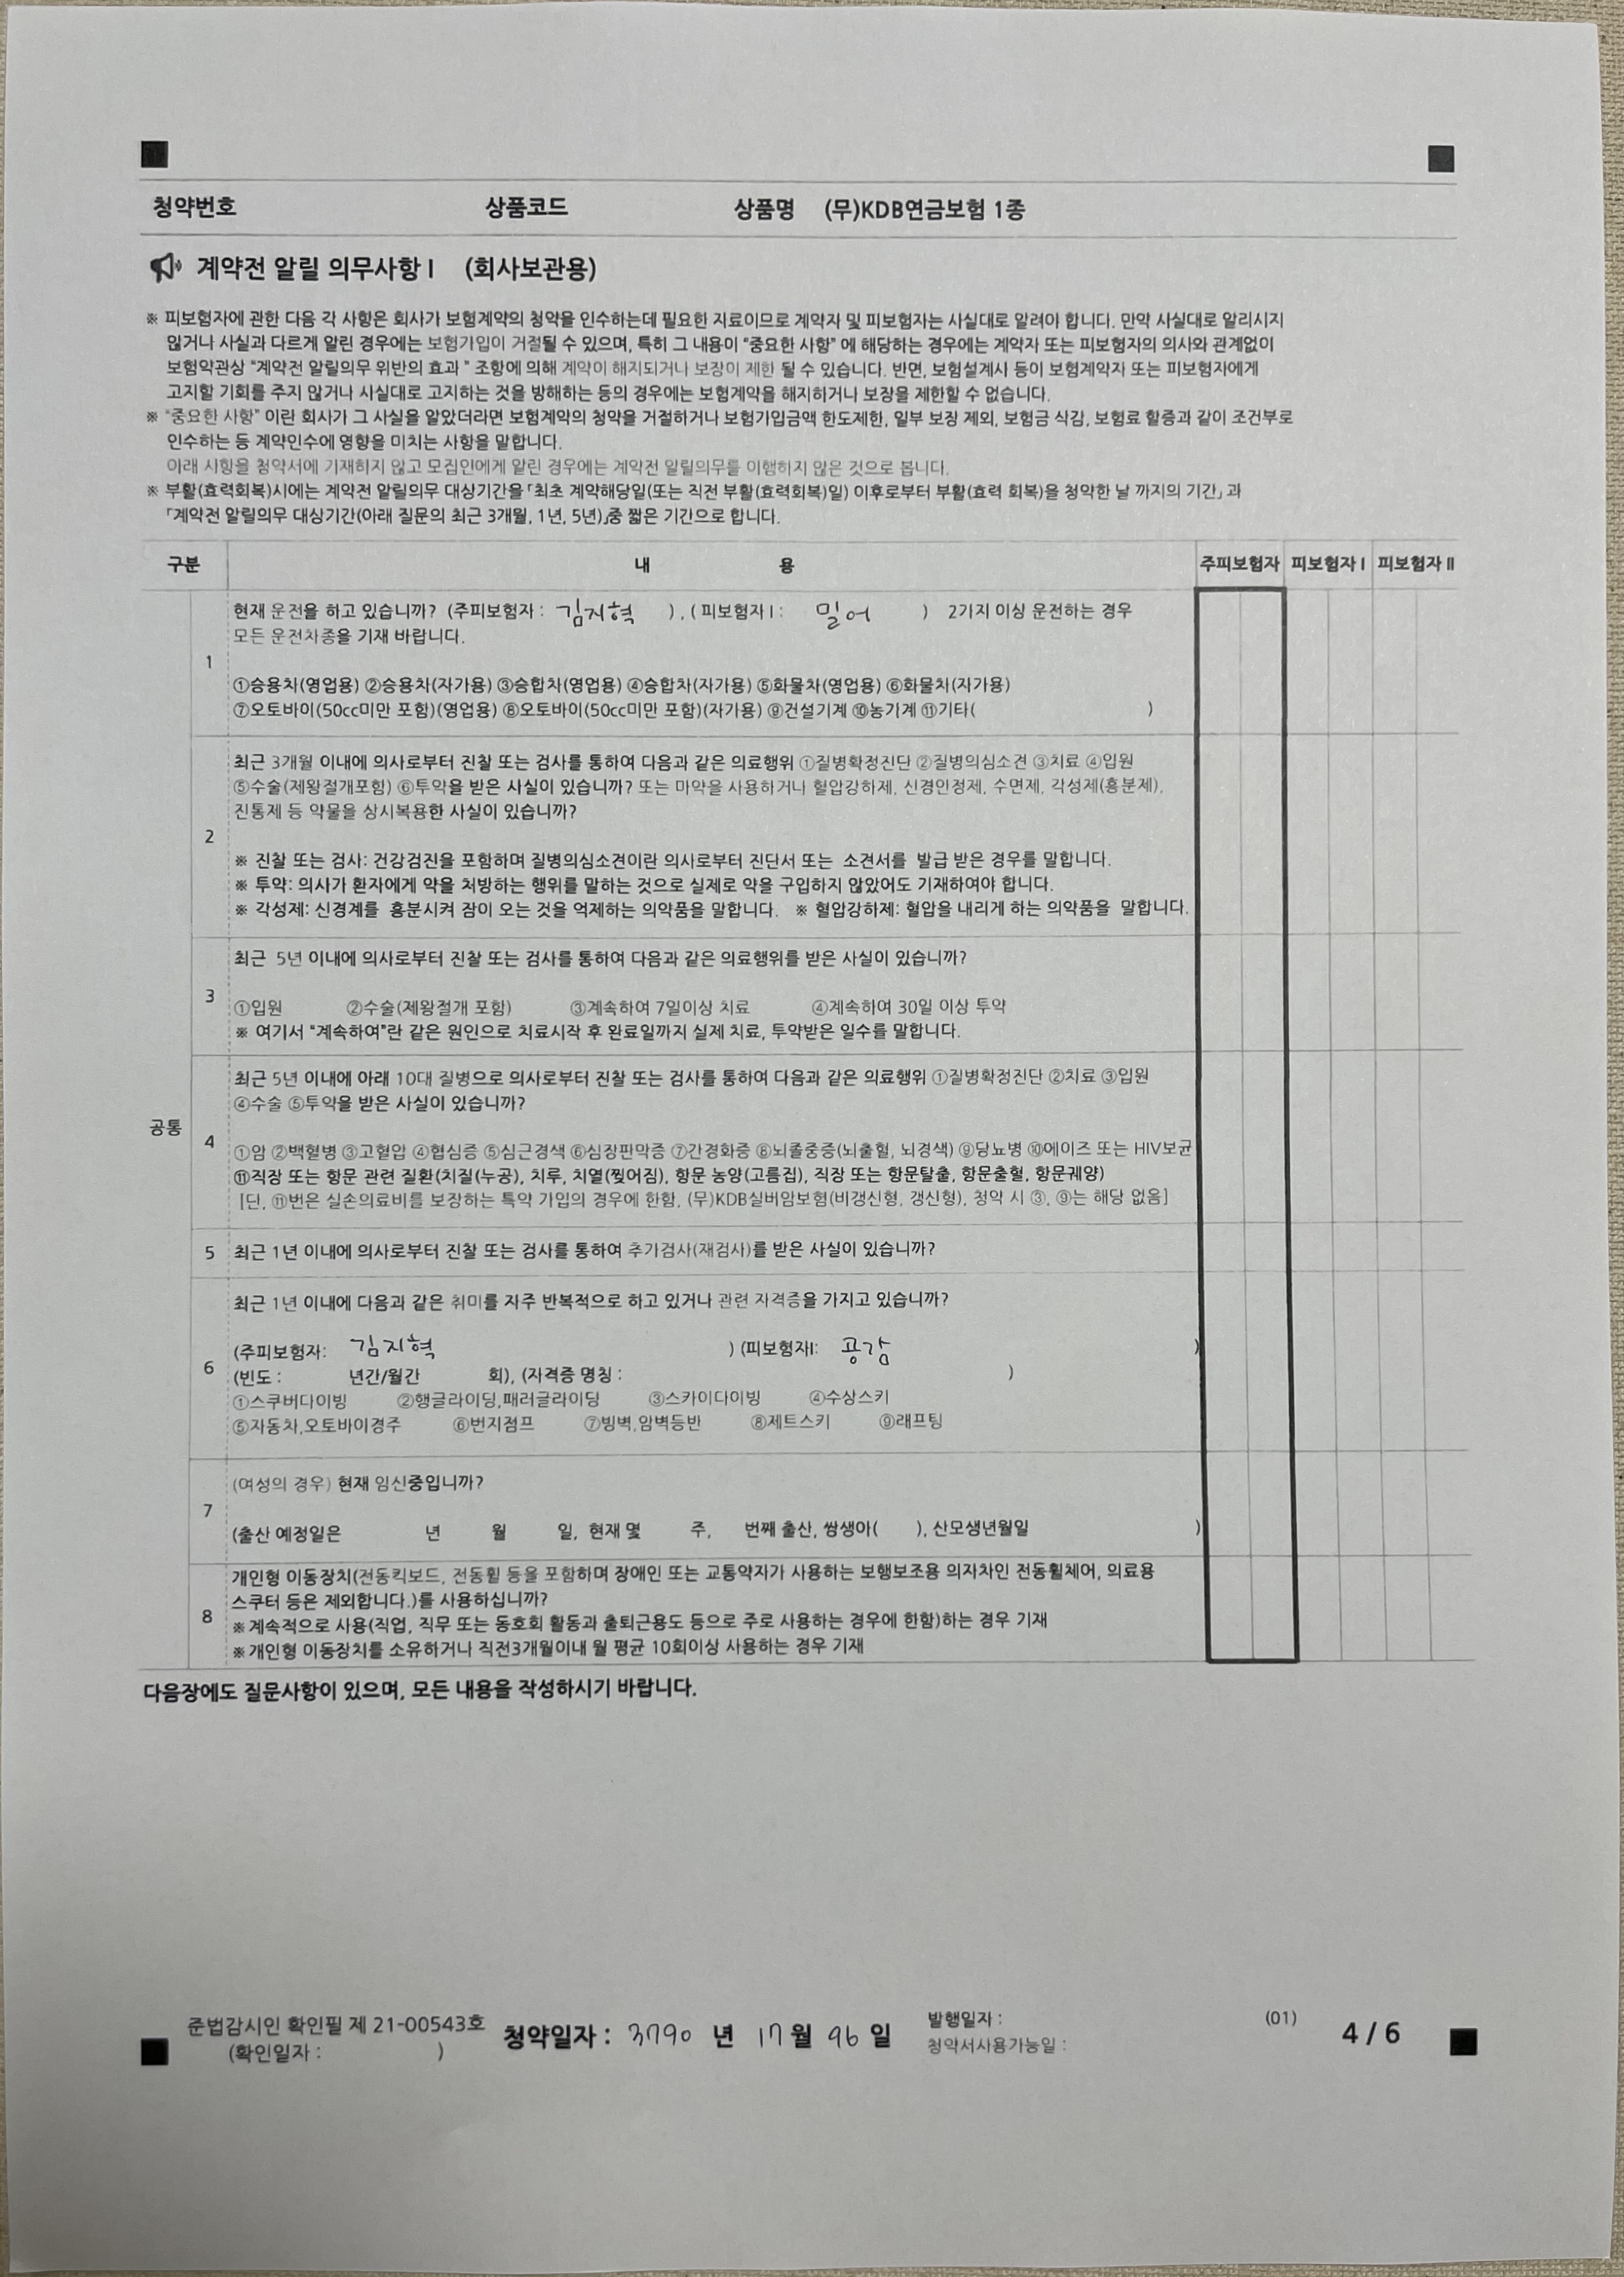 청약번호 상품코드 상품명 (무)KDB연금보험 1종
계약전 알릴 의무사항 I (회사보관용)
※ 피보험자에 관한 다음 각 사항은 회사가 보험계약의 청약을 인수하는데 필요한 자료이므로 계약자 및 피보험자는 사실대로 알려야 합니다. 만약 사실대로 알리시지
않거나 사실과 다르게 알린 경우에는 보험가입이 거절될 수 있으며, 특히 그 내용이 “중요한 사항” 에 해당하는 경우에는 계약자 또는 피보험자의 의사와 관계없이
보험약관상 “계약전 알릴의무 위반의 효과 ” 조항에 의해 계약이 해지되거나 보장이 제한 될 수 있습니다. 반면, 보험설계사 등이 보험계약자 또는 피보험자에게
고지할 기회를 주지 않거나 사실대로 고지하는 것을 방해하는 등의 경우에는 보험계약을 해지하거나 보장을 제한할 수 없습니다.
※ “중요한 사항” 이란 회사가 그 사실을 알았더라면 보험계약의 청약을 거절하거나 보험가입금액 한도제한, 일부 보장 제외, 보험금 삭감, 보험료 할증과 같이 조건부로
인수하는 등 계약인수에 영향을 미치는 사항을 말합니다.
아래 사항을 청약서에 기재하지 않고 모집인에게 알린 경우에는 계약전 알릴의무를 이행하지 않은 것으로 봅니다.
※ 부활(효력회복)시에는 계약전 알릴의무 대상기간을 「최초 계약해당일(또는 직전 부활(효력회복)일) 이후로부터 부활(효력 회복)을 청약한 날 까지의 기간」 과
「계약전 알릴의무 대상기간(아래 질문의 최근 3개월, 1년, 5년)」중 짧은 기간으로 합니다.
구분 내 용 주피보험자 피보험자 I 피보험자 II
공통
1
현재 운전을 하고 있습니까? (주피보험자 : 김지혁 ) , ( 피보험자 I : 밀어 ) 2가지 이상 운전하는 경우
모든 운전차종을 기재 바랍니다.
①승용차(영업용) ②승용차(자가용) ③승합차(영업용) ④승합차(자가용) ⑤화물차(영업용) ⑥화물차(자가용)
⑦오토바이(50cc미만 포함)(영업용) ⑧오토바이(50cc미만 포함)(자가용) ⑨건설기계 ⑩농기계 ⑪기타( )
2
최근 3개월 이내에 의사로부터 진찰 또는 검사를 통하여 다음과 같은 의료행위 ①질병확정진단 ②질병의심소견 ③치료 ④입원
⑤수술(제왕절개포함) ⑥투약을 받은 사실이 있습니까? 또는 마약을 사용하거나 혈압강하제, 신경안정제, 수면제, 각성제(흥분제),
진통제 등 약물을 상시복용한 사실이 있습니까?
※ 진찰 또는 검사: 건강검진을 포함하며 질병의심소견이란 의사로부터 진단서 또는 소견서를 발급 받은 경우를 말합니다.
※ 투약: 의사가 환자에게 약을 처방하는 행위를 말하는 것으로 실제로 약을 구입하지 않았어도 기재하여야 합니다.
※ 각성제: 신경계를 흥분시켜 잠이 오는 것을 억제하는 의약품을 말합니다. ※ 혈압강하제: 혈압을 내리게 하는 의약품을 말합니다.
3
최근 5년 이내에 의사로부터 진찰 또는 검사를 통하여 다음과 같은 의료행위를 받은 사실이 있습니까?
①입원 ②수술(제왕절개 포함) ③계속하여 7일이상 치료 ④계속하여 30일 이상 투약
※ 여기서 “계속하여”란 같은 원인으로 치료시작 후 완료일까지 실제 치료, 투약받은 일수를 말합니다.
4
최근 5년 이내에 아래 10대 질병으로 의사로부터 진찰 또는 검사를 통하여 다음과 같은 의료행위 ①질병확정진단 ②치료 ③입원
④수술 ⑤투약을 받은 사실이 있습니까?
①암 ②백혈병 ③고혈압 ④협심증 ⑤심근경색 ⑥심장판막증 ⑦간경화증 ⑧뇌졸중증(뇌출혈, 뇌경색) ⑨당뇨병 ⑩에이즈 또는 HIV보균
⑪직장 또는 항문 관련 질환(치질(누공), 치루, 치열(찢어짐), 항문 농양(고름집), 직장 또는 항문탈출, 항문출혈, 항문궤양)
[단, ⑪번은 실손의료비를 보장하는 특약 가입의 경우에 한함, (무)KDB실버암보험(비갱신형, 갱신형), 청약 시 ③, ⑨는 해당 없음]
5 최근 1년 이내에 의사로부터 진찰 또는 검사를 통하여 추가검사(재검사)를 받은 사실이 있습니까?
6
최근 1년 이내에 다음과 같은 취미를 자주 반복적으로 하고 있거나 관련 자격증을 가지고 있습니까?
(주피보험자: 김지혁 ) (피보험자I: 공감 )
(빈도 : 년간/월간 회), (자격증 명칭 : )
①스쿠버다이빙 ②행글라이딩,패러글라이딩 ③스카이다이빙 ④수상스키
⑤자동차,오토바이경주 ⑥번지점프 ⑦빙벽,암벽등반 ⑧제트스키 ⑨래프팅
7
(여성의 경우) 현재 임신중입니까?
(출산 예정일은 년 월 일, 현재 몇 주, 번째 출산, 쌍생아( ), 산모생년월일 )
8
개인형 이동장치(전동킥보드, 전동휠 등을 포함하며 장애인 또는 교통약자가 사용하는 보행보조용 의자차인 전동휠체어, 의료용
스쿠터 등은 제외합니다.)를 사용하십니까?
※계속적으로 사용(직업, 직무 또는 동호회 활동과 출퇴근용도 등으로 주로 사용하는 경우에 한함)하는 경우 기재
※개인형 이동장치를 소유하거나 직전3개월이내 월 평균 10회이상 사용하는 경우 기재
다음장에도 질문사항이 있으며, 모든 내용을 작성하시기 바랍니다.
준법감시인 확인필 제 21-00543호
(확인일자 : )
청약일자 : 3790 년 17 월 96 일
발행일자 :
청약서사용가능일 :
(01)
4 / 6